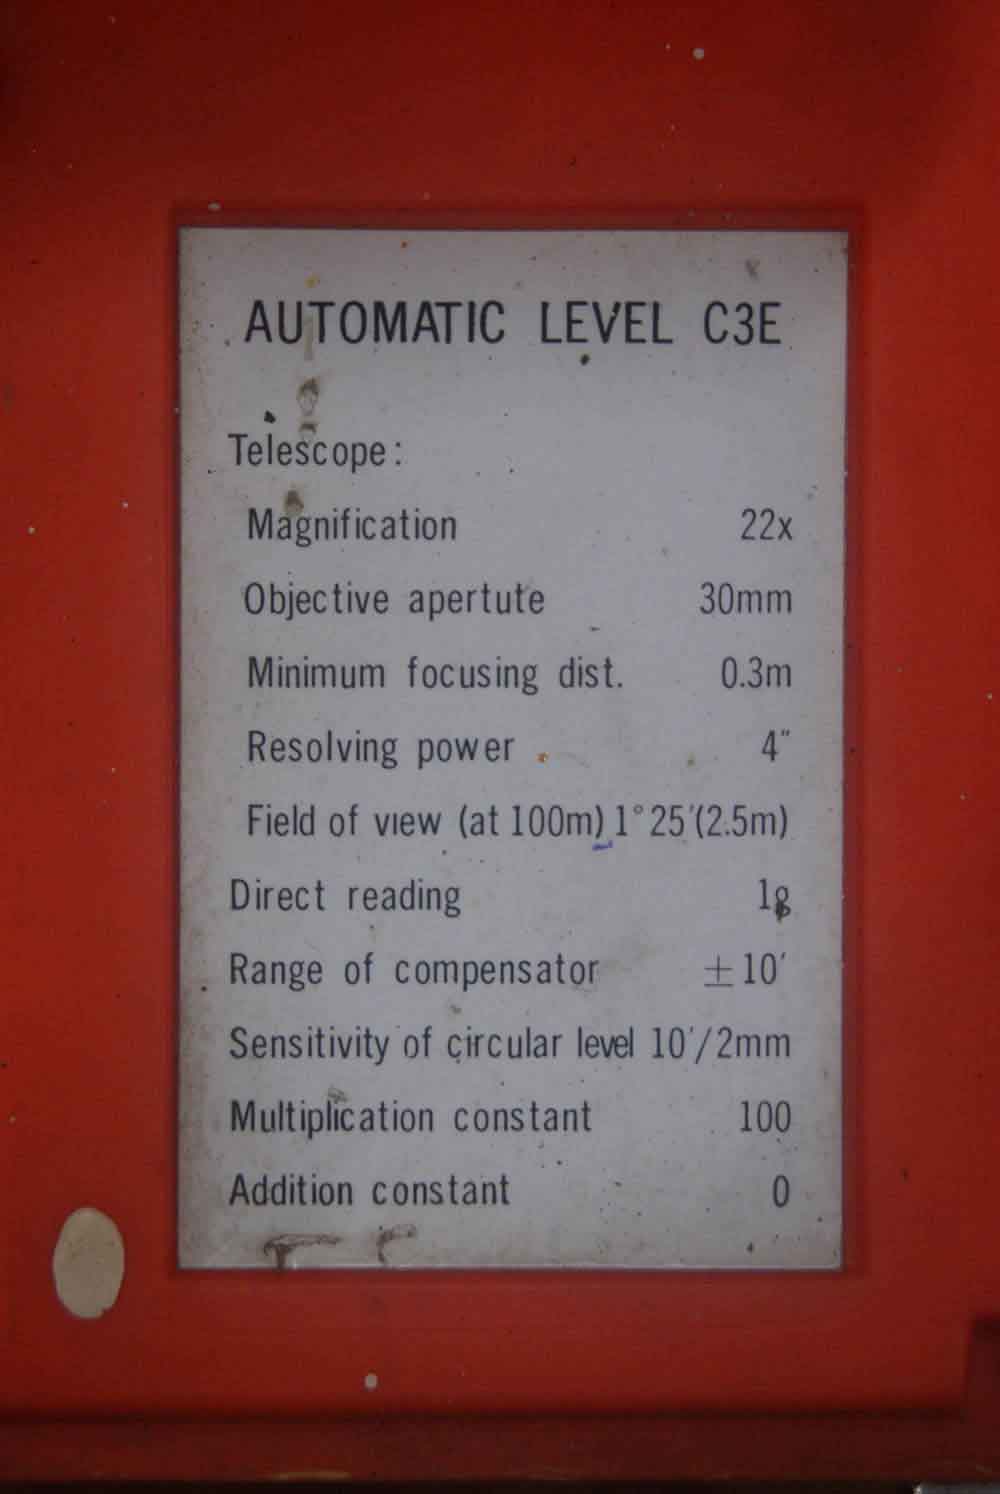 AUTOMATIC LEVEL C3E
Telescope:
Magnification 22x
Objective apertute 30mm
Minimum focusing dist. 0.3m
Resolving power 4″
Field of view (at 100m) 1° 25′(2.5m)
Direct reading 1g
Range of compensator ±10′
Sensitivity of circular level 10′/2mm
Multiplication constant 100
Addition constant 0